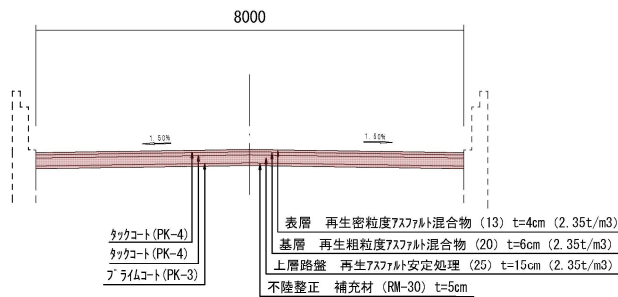 8000
1.50%
1.50%
表層 再生密粒度ｱｽﾌｧﾙﾄ混合物 (13) t=4cm (2.35t/m3)
ﾀｯｸｺｰﾄ(PK-4)
基層 再生粗粒度ｱｽﾌｧﾙﾄ混合物 (20) t=6cm (2.35t/m3)
ﾀｯｸｺｰﾄ(PK-4)
上層路盤 再生ｱｽﾌｧﾙﾄ安定処理 (25) t=15cm (2.35t/m3)
ﾌﾟﾗｲﾑｺｰﾄ(PK-3)
不陸整正 補充材 (RM-30) t=5cm